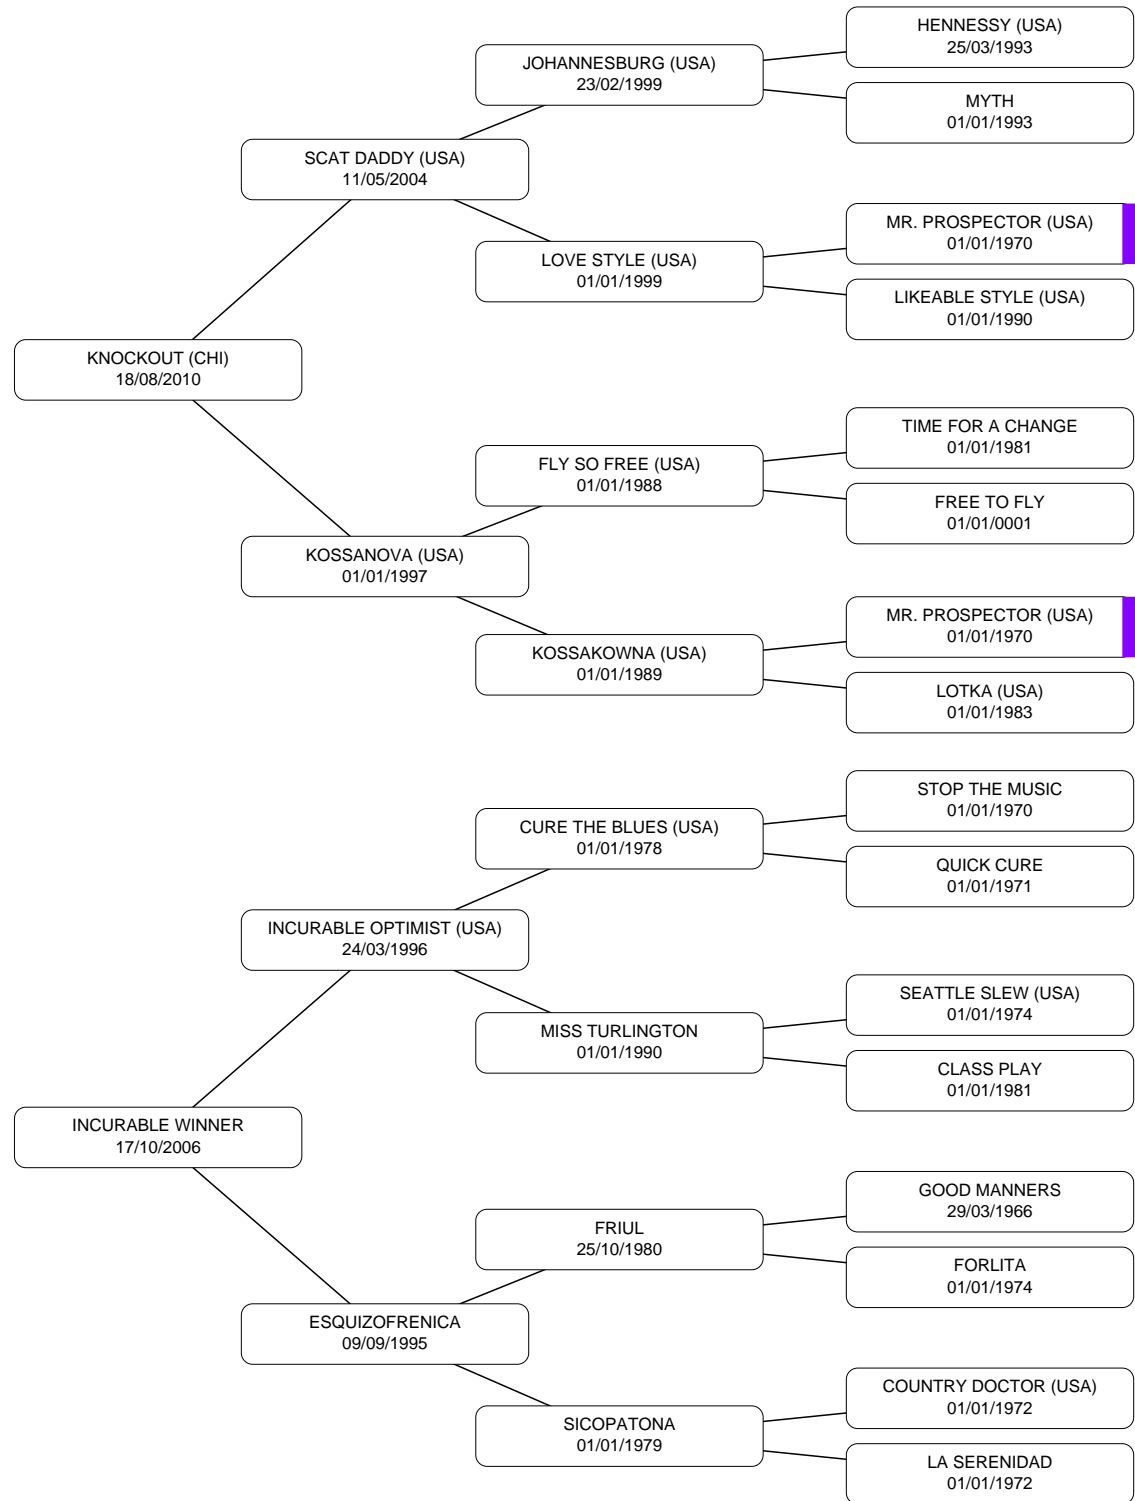 HENNESSY (USA)
25/03/1993
JOHANNESBURG (USA)
23/02/1999
MYTH
01/01/1993
SCAT DADDY (USA)
11/05/2004
MR. PROSPECTOR (USA)
01/01/1970
LOVE STYLE (USA)
01/01/1999
LIKEABLE STYLE (USA)
01/01/1990
KNOCKOUT (CHI)
18/08/2010
TIME FOR A CHANGE
01/01/1981
FLY SO FREE (USA)
01/01/1988
FREE TO FLY
01/01/0001
KOSSANOVA (USA)
01/01/1997
MR. PROSPECTOR (USA)
01/01/1970
KOSSAKOWNA (USA)
01/01/1989
LOTKA (USA)
01/01/1983
STOP THE MUSIC
01/01/1970
CURE THE BLUES (USA)
01/01/1978
QUICK CURE
01/01/1971
INCURABLE OPTIMIST (USA)
24/03/1996
SEATTLE SLEW (USA)
01/01/1974
MISS TURLINGTON
01/01/1990
CLASS PLAY
01/01/1981
INCURABLE WINNER
17/10/2006
GOOD MANNERS
29/03/1966
FRIUL
25/10/1980
FORLITA
01/01/1974
ESQUIZOFRENICA
09/09/1995
COUNTRY DOCTOR (USA)
01/01/1972
SICOPATONA
01/01/1979
LA SERENIDAD
01/01/1972